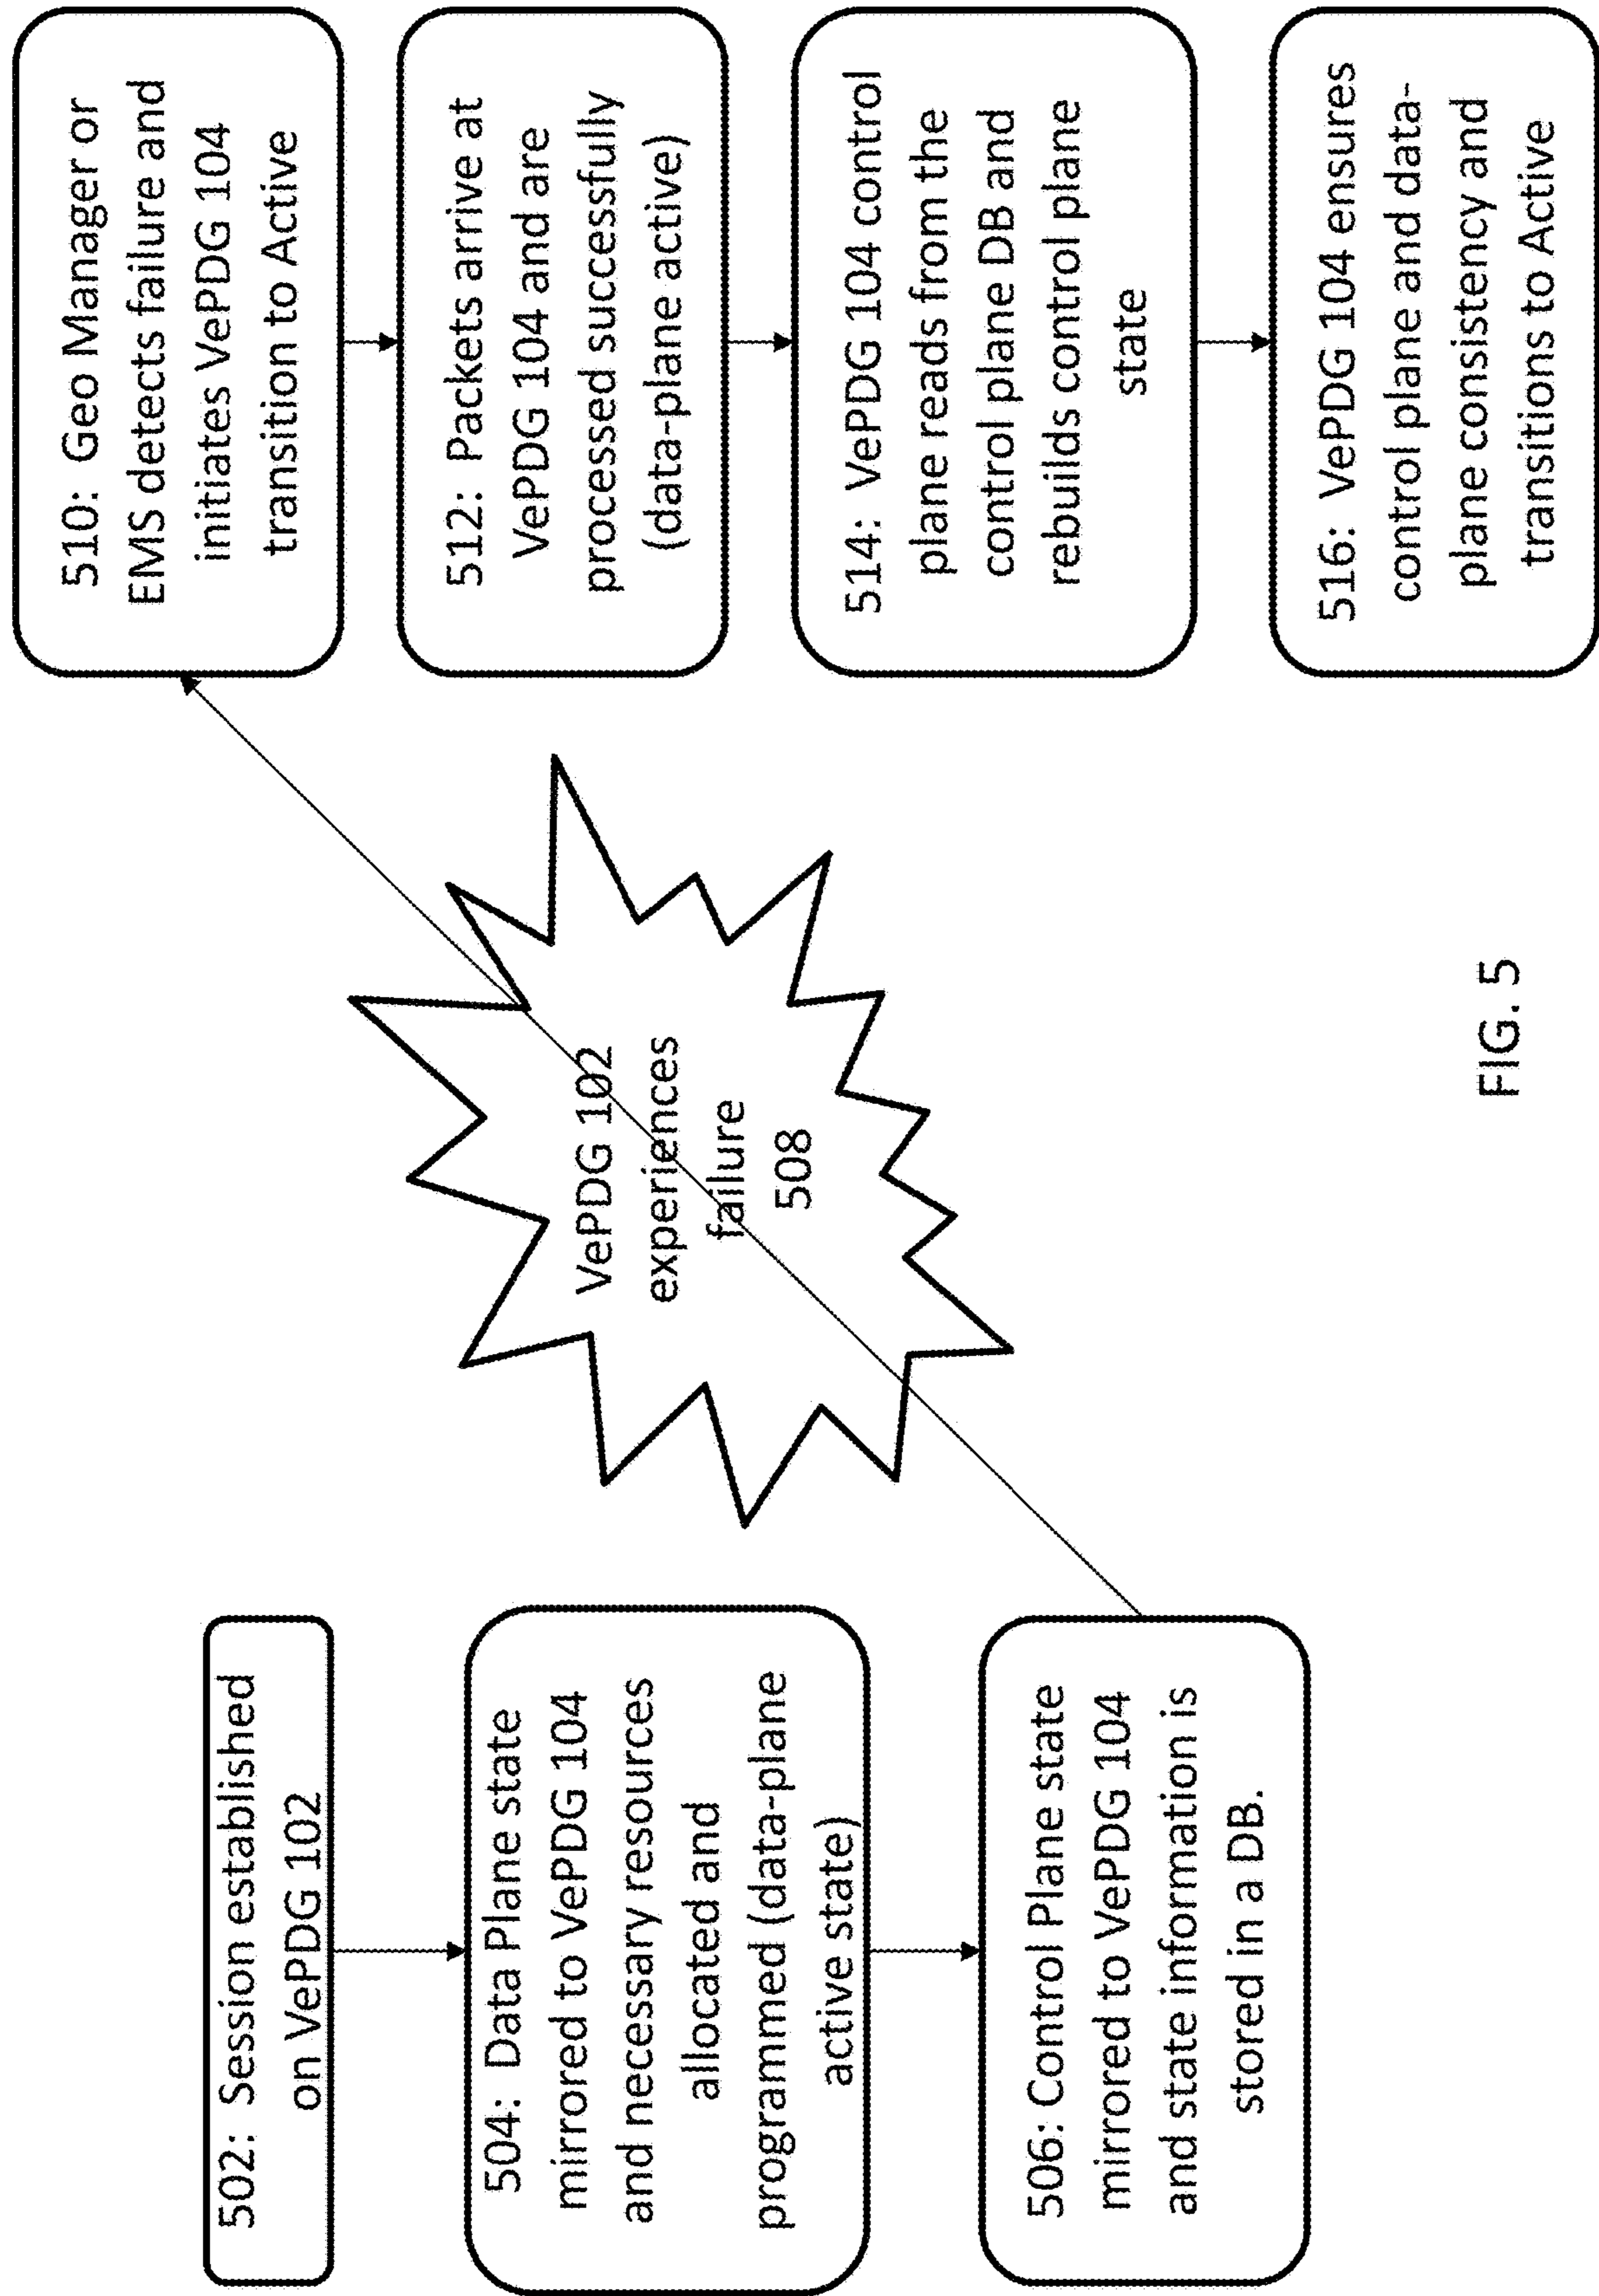 502: Session established
on VePDG 102
504: Data Plane state
mirrored to VePDG 104
and necessary resources
allocated and
programmed (data-plane
active state)
506: Control Plane state
mirrored to VePDG 104
and state information is
stored in a DB.
VePDG 102
experiences
failure
508
510: Geo Manager or
EMS detects failure and
initiates VePDG 104
transition to Active
512: Packets arrive at
VePDG 104 and are
processed successfully
(data-plane active)
514: VePDG 104 control
plane reads from the
control plane DB and
rebuilds control plane
state
516: VePDG 104 ensures
control plane and data-
plane consistency and
transitions to Active
FIG. 5